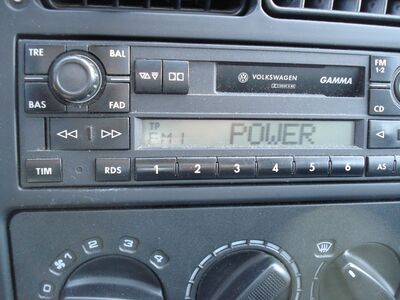 TRE BAL
VOLKSWAGEN GAMMA
FM
1-2
BAS FAD
CD
TP
FM1 POWER
TIM RDS 1 2 3 4 5 6 AS
4
3
2
1
0